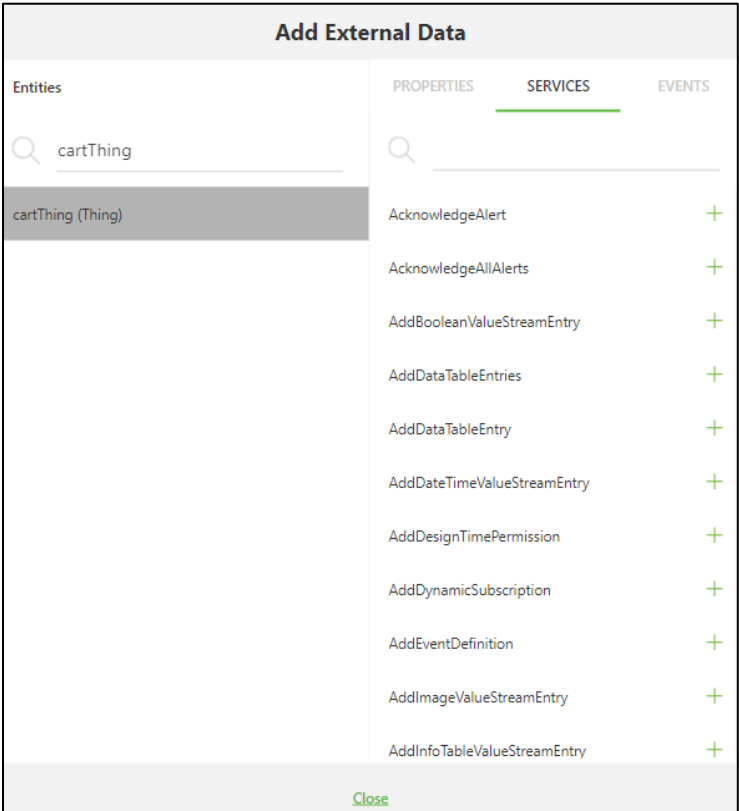 Add External Data
Entities
cartThing
cartThing (Thing)
PROPERTIES SERVICES EVENTS
AcknowledgeAlert
AcknowledgeAllAlerts
AddBooleanValueStreamEntry
AddDataTableEntries
AddDataTableEntry
AddDateTimeValueStreamEntry
AddDesignTimePermission
AddDynamicSubscription
AddEventDefinition
AddImageValueStreamEntry
AddInfoTableValueStreamEntry
Close